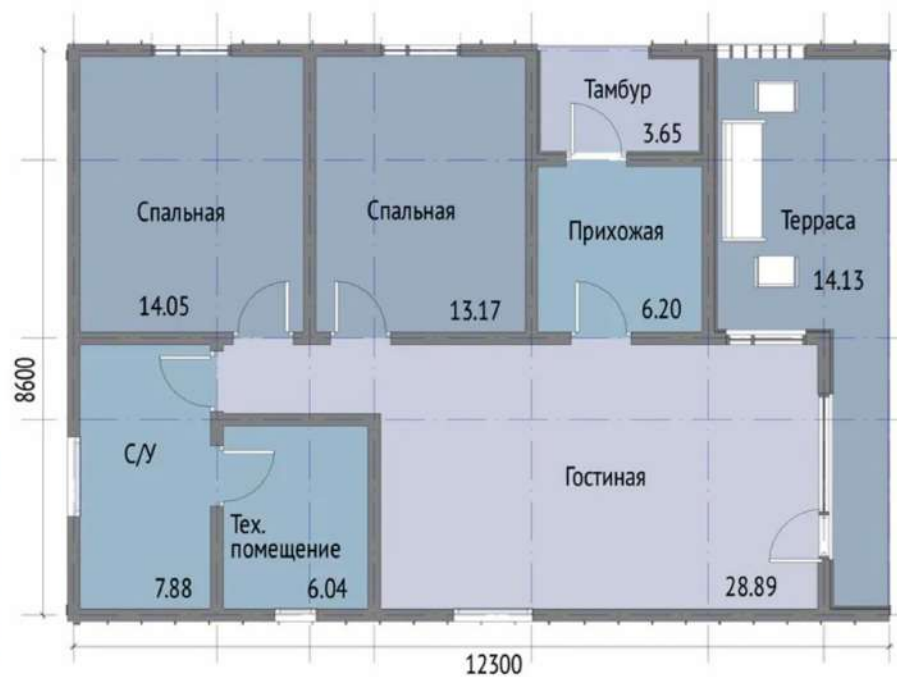 Тамбур
3.65
Спальная
Спальная
Прихожая
Терраса
14.05
13.17
6.20
14.13
8600
С/У
Гостиная
Тех.
помещение
7.88
6.04
28.89
12300